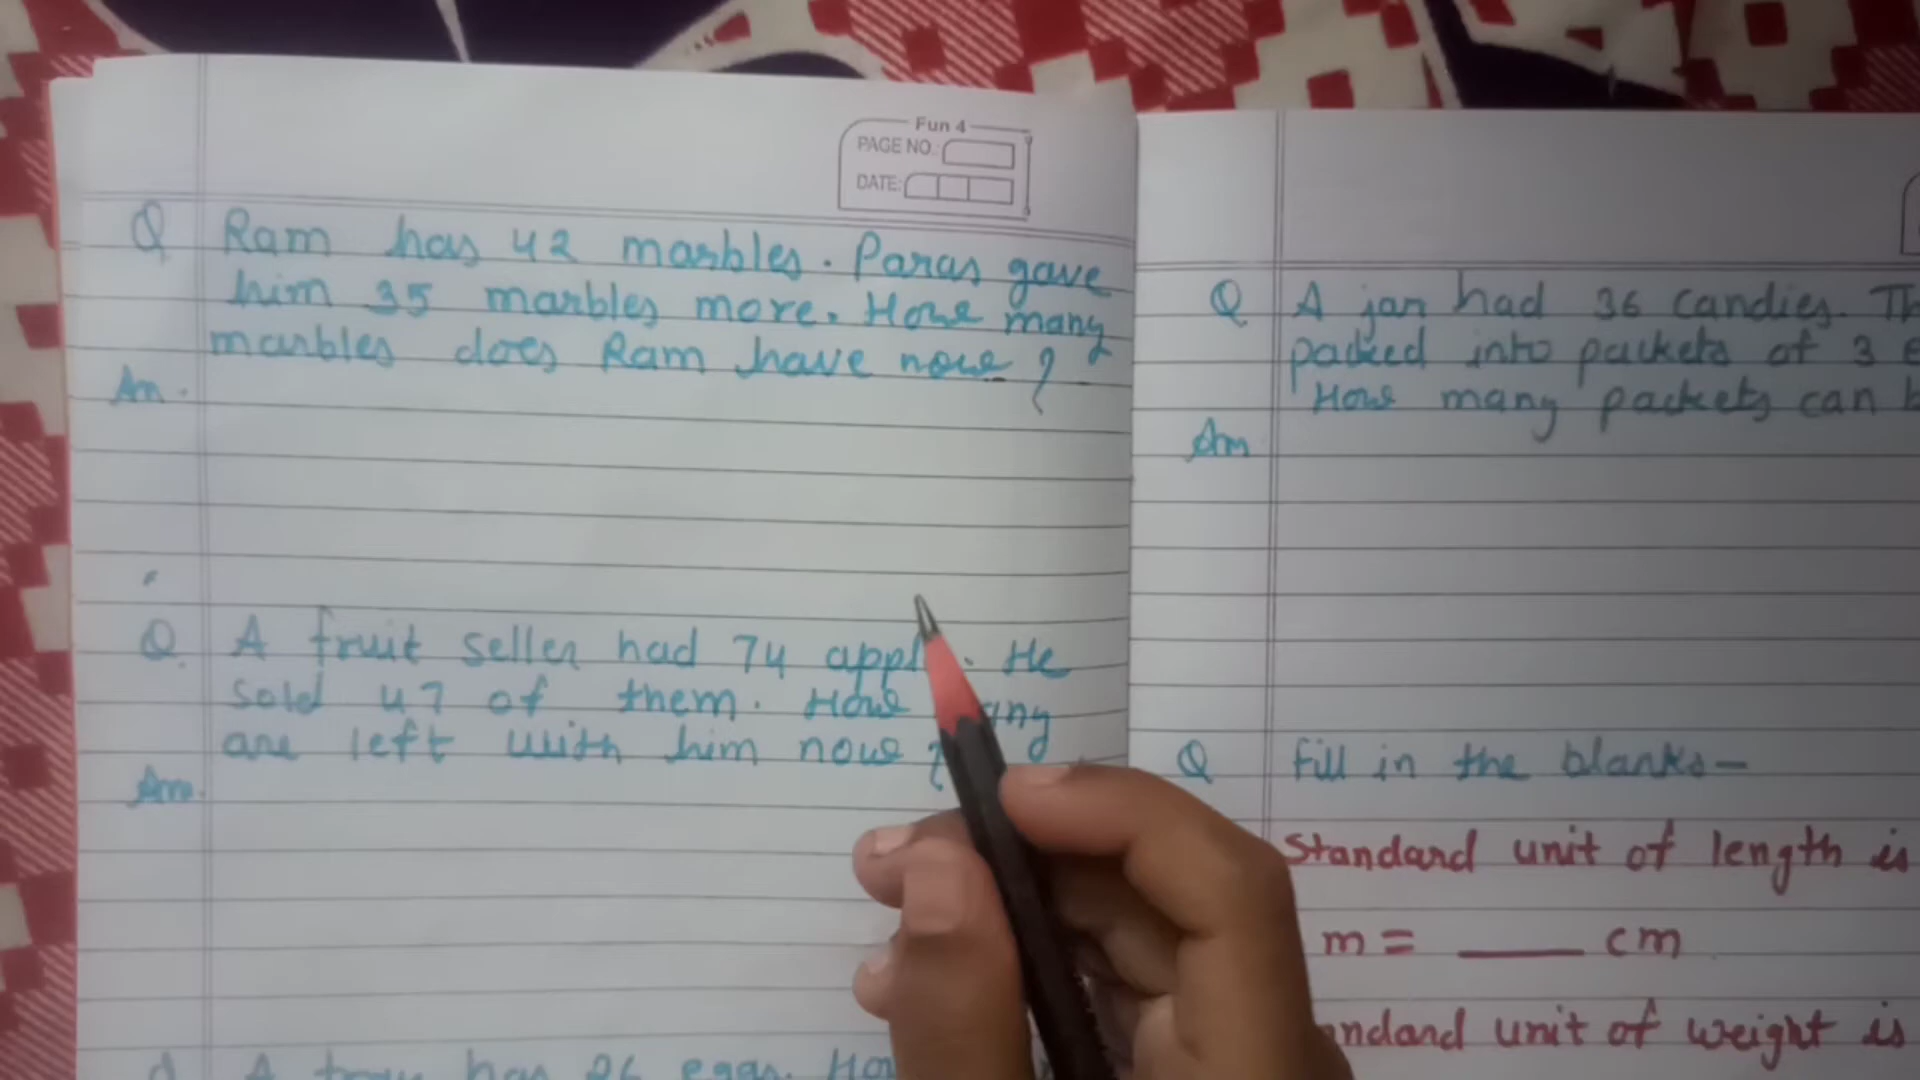 Fun 4
PAGE NO.
DATE:
Q Ram has 42 marbles. Paras gave
him 35 marbles more. How many
marbles does Ram have now?
Ans.
Q. A fruit seller had 74 . He
sold 47 of them. How
are left with him now ?
Ans.
Q A jar had 36 candies.
packed into packets of 3
How many packets can
Ans
Q Fill in the blanks—
Standard unit of length is
m = ____ cm
unit of weight is